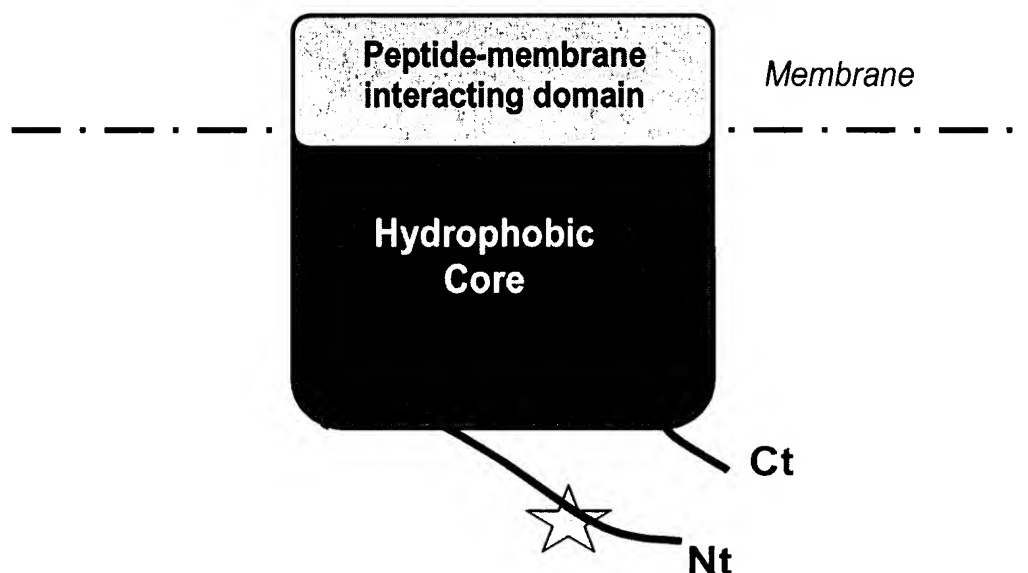 Peptide-membrane
interacting domain
Membrane
Hydrophobic
Core
Ct
Nt